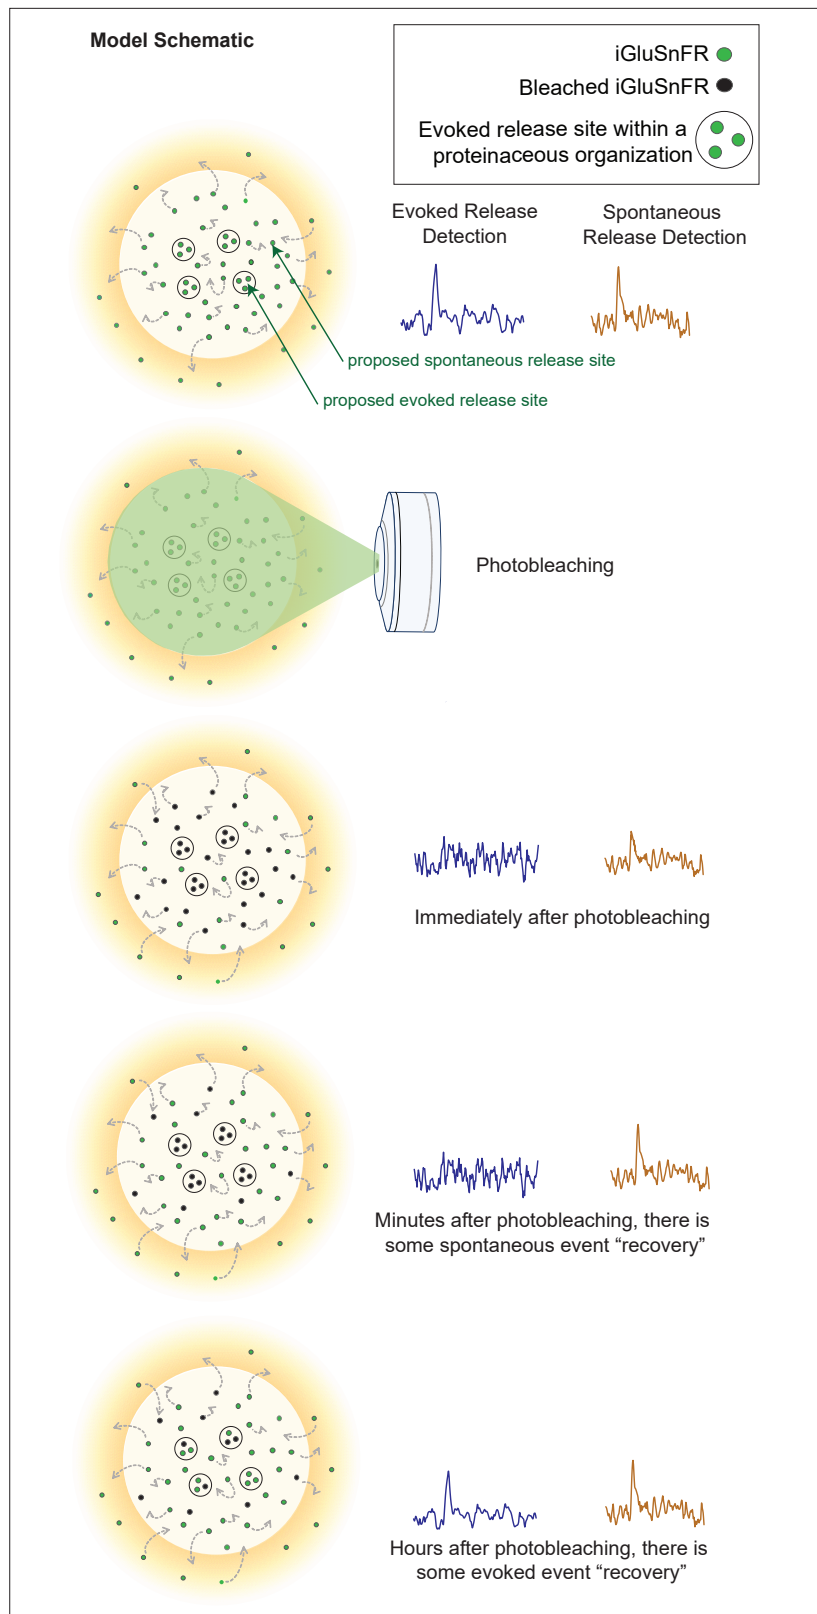 Model Schematic
iGluSnFR
Bleached iGluSnFR
Evoked release site within a
proteinaceous organization
Evoked Release
Detection
Spontaneous
Release Detection
proposed spontaneous release site
proposed evoked release site
Photobleaching
Immediately after photobleaching
Minutes after photobleaching, there is
some spontaneous event “recovery”
Hours after photobleaching, there is
some evoked event “recovery”